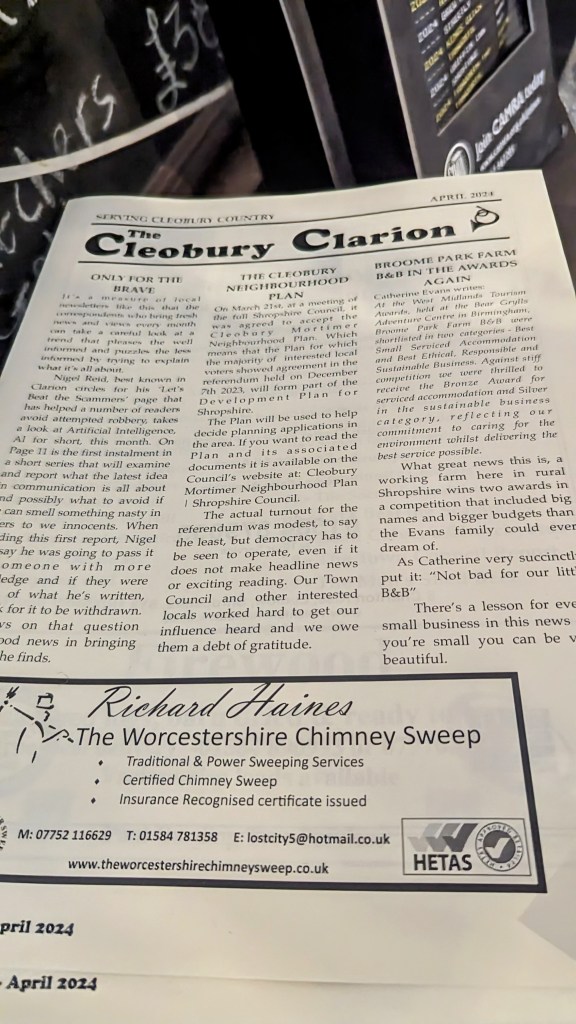 £38
Join CAMRA today
SERVING CLEOBURY COUNTRY
APRIL 2024
The
Cleobury Clarion
ONLY FOR THE
BRAVE
It's a measure of local
newsletters like this that the
correspondents who bring fresh
news and views every month
can take a careful look at a
trend that pleases the well
informed and puzzles the less
informed by trying to explain
what it's all about.
Nigel Reid, best known in
Clarion circles for his 'Let's
Beat the Scammers' page that
has helped a number of readers
avoid attempted robbery, takes
a look at Artificial Intelligence,
AI for short, this month. On
Page 11 is the first instalment in
a short series that will examine
and report what the latest idea
in communication is all about
nd possibly what to avoid if
can smell something nasty in
ers to we innocents. When
ding this first report, Nigel
say he was going to pass it
omeone with more
ledge and if they were
of what he's written,
for it to be withdrawn.
ws on that question
ood news in bringing
he finds.
THE CLEOBURY
NEIGHBOURHOOD
PLAN
On March 21st, at a meeting of
the full Shropshire Council, it
was agreed to accept the
Cleobury Mortimer
Neighbourhood Plan. Which
means that the Plan for which
the majority of interested local
voters showed agreement in the
referendum held on December
7th 2023, will form part of the
Development Plan for
Shropshire.
The Plan will be used to help
decide planning applications in
the area. If you want to read the
Plan and its associated
documents it is available on the
Council's website at: Cleobury
Mortimer Neighbourhood Plan
| Shropshire Council.
The actual turnout for the
referendum was modest, to say
the least, but democracy has to
be seen to operate, even if it
does not make headline news
or exciting reading. Our Town
Council and other interested
locals worked hard to get our
influence heard and we owe
them a debt of gratitude.
BROOME PARK FARM
B&B IN THE AWARDS
AGAIN
Catherine Evans writes:
At the West Midlands Tourism
Awards, held at the Bear Grylls
Adventure Centre in Birmingham,
Broome Park Farm B&B were
shortlisted in two categories - Best
Small Serviced Accommodation
and Best Ethical, Responsible and
Sustainable Business. Against stiff
competition we were thrilled to
receive the Bronze Award for
serviced accommodation and Silver
in the sustainable business
category, reflecting our
commitment to caring for the
environment whilst delivering the
best service possible.
What great news this is, a
working farm here in rural
Shropshire wins two awards in
a competition that included big
names and bigger budgets than
the Evans family could ever
dream of.
As Catherine very succinctl
put it: "Not bad for our litt
B&B"
There's a lesson for eve
small business in this news
you're small you can be v
beautiful.
Richard Haines
The Worcestershire Chimney Sweep
• Traditional & Power Sweeping Services
• Certified Chimney Sweep
• Insurance Recognised certificate issued
M: 07752 116629 T: 01584 781358 E: lostcity5@hotmail.co.uk
www.theworcestershirechimneysweep.co.uk
HETAS
pril 2024
- April 2024